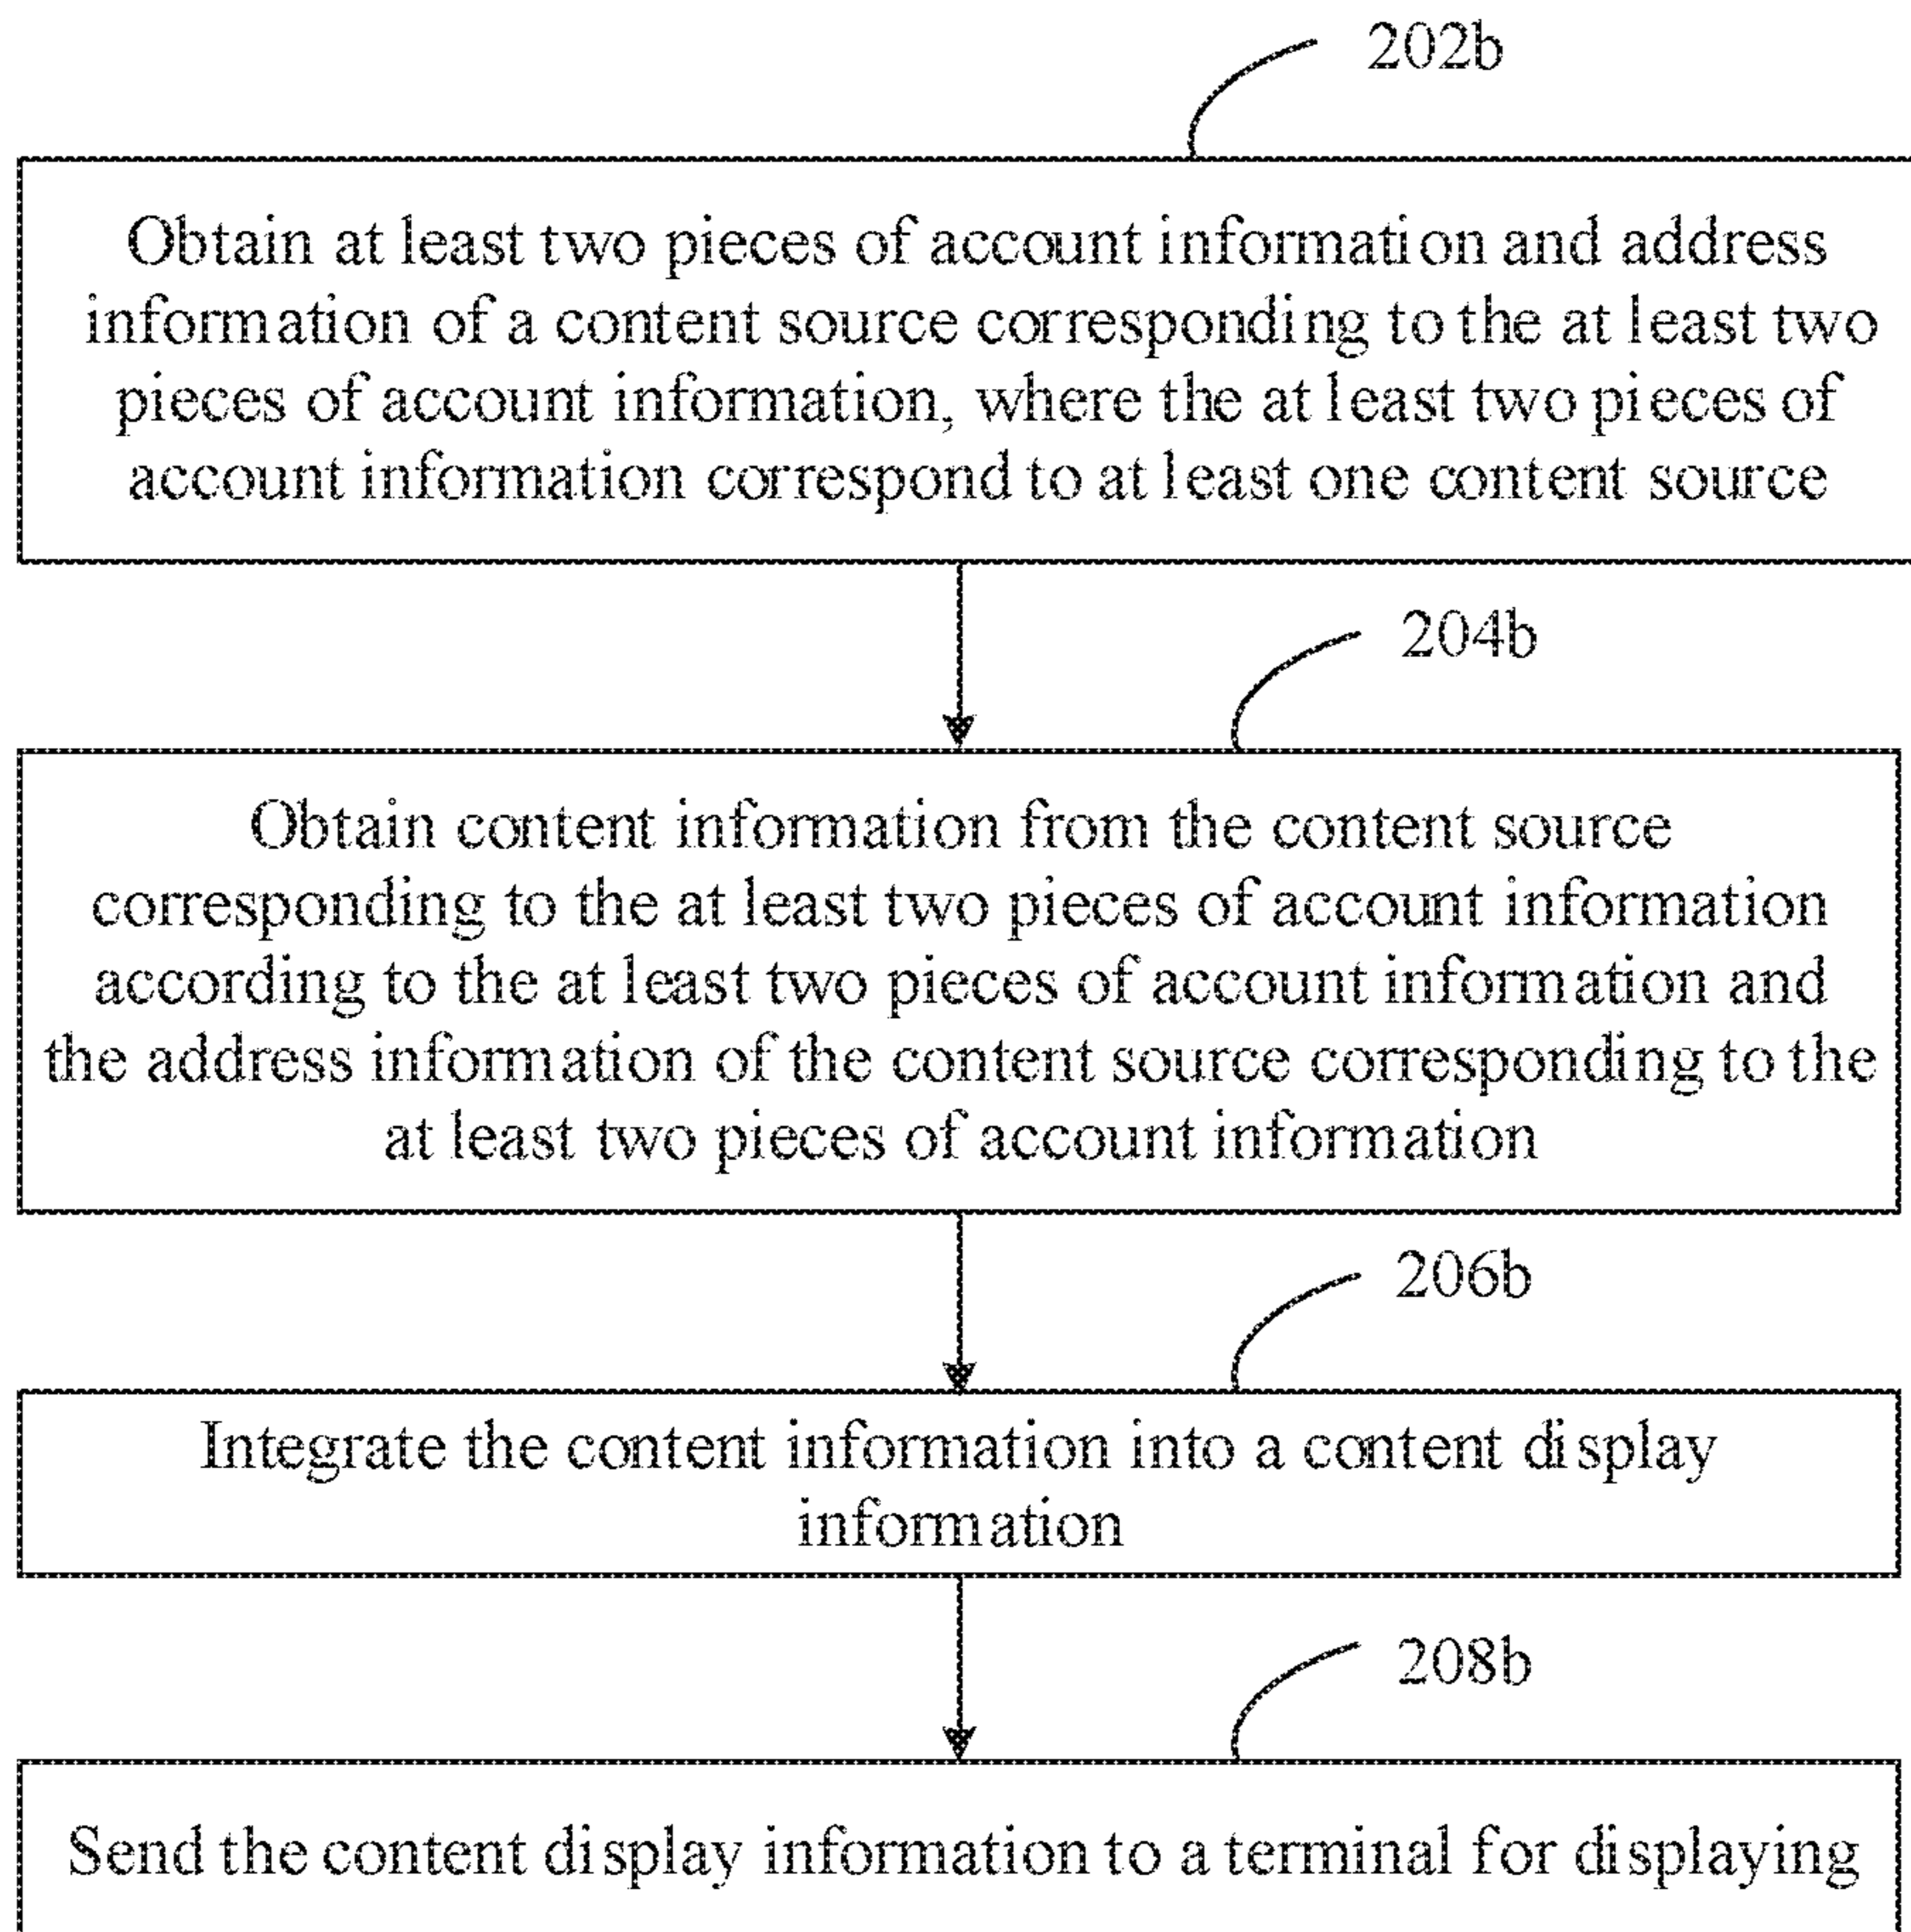 202b
Obtain at least two pieces of account information and address
information of a content source corresponding to the at least two
pieces of account information, where the at least two pieces of
account information correspond to at least one content source
204b
Obtain content information from the content source
corresponding to the at least two pieces of account information
according to the at least two pieces of account information and
the address information of the content source corresponding to the
at least two pieces of account information
206b
Integrate the content information into a content display
information
208b
Send the content display information to a terminal for displaying